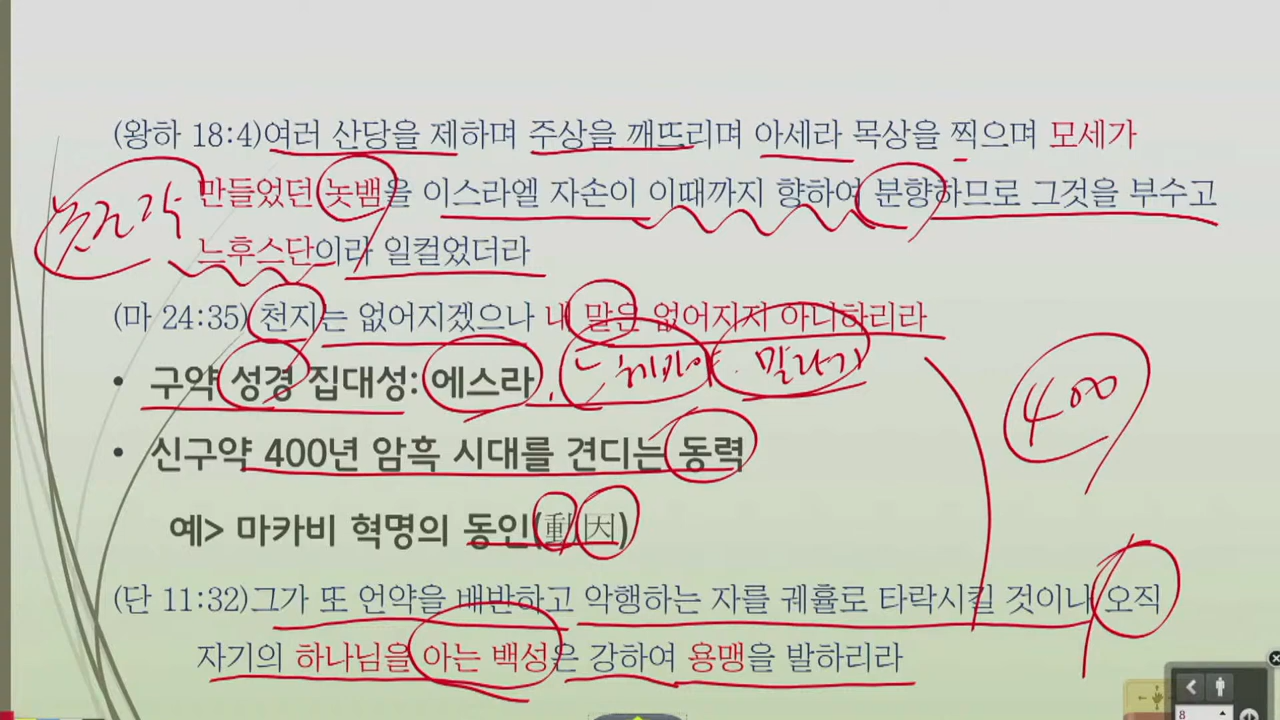 (왕하 18:4)여러 산당을 제하며 주상을 깨뜨리며 아세라 목상을 찍으며 모세가
만들었던 놋뱀을 이스라엘 자손이 이때까지 향하여 분향하므로 그것을 부수고
놋조각
느후스단이라 일컬었더라
(마 24:35) 천지는 없어지겠으나 내 말은 없어지지 아니하리라
• 구약 성경 집대성: 에스라, 느헤미야, 말라기
400
• 신구약 400년 암흑 시대를 견디는 동력
예> 마카비 혁명의 동인(動因)
(단 11:32)그가 또 언약을 배반하고 악행하는 자를 궤휼로 타락시킬 것이나 오직
자기의 하나님을 아는 백성은 강하여 용맹을 발하리라
8